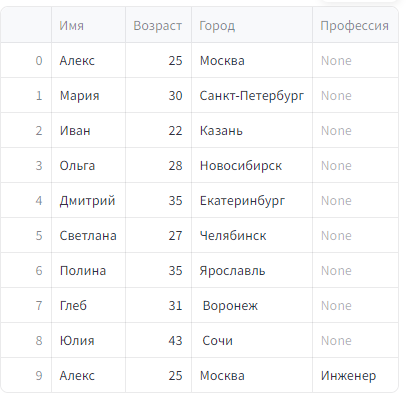 Имя Возраст Город Профессия
0 Алекс 25 Москва None
1 Мария 30 Санкт-Петербург None
2 Иван 22 Казань None
3 Ольга 28 Новосибирск None
4 Дмитрий 35 Екатеринбург None
5 Светлана 27 Челябинск None
6 Полина 35 Ярославль None
7 Глеб 31 Воронеж None
8 Юлия 43 Сочи None
9 Алекс 25 Москва Инженер